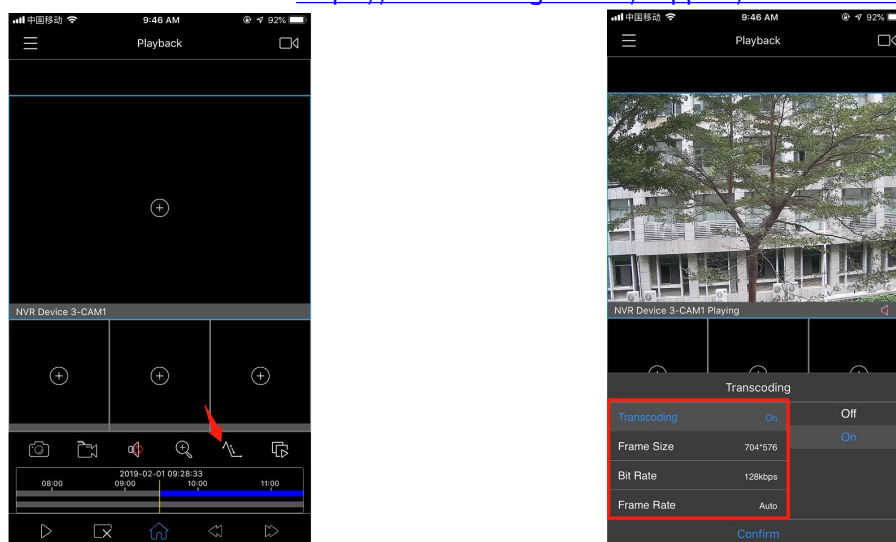 中国移动 9:46 AM 92%
Playback
NVR Device 3-CAM1
2019-02-01 09:28:33
08:00 09:00 10:00 11:00
中国移动 9:46 AM 92%
Playback
NVR Device 3-CAM1 Playing
Transcoding
Transcoding On Off
On
Frame Size 704*576
Bit Rate 128kbps
Frame Rate Auto
Confirm